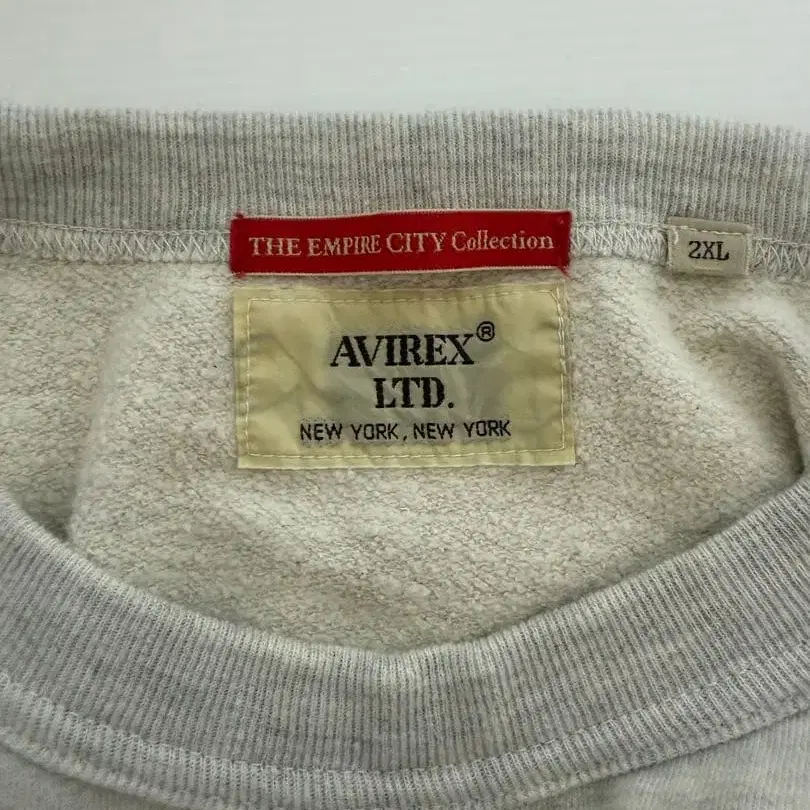 THE EMPIRE CITY Collection
2XL
AVIREX®
LTD.
NEW YORK, NEW YORK